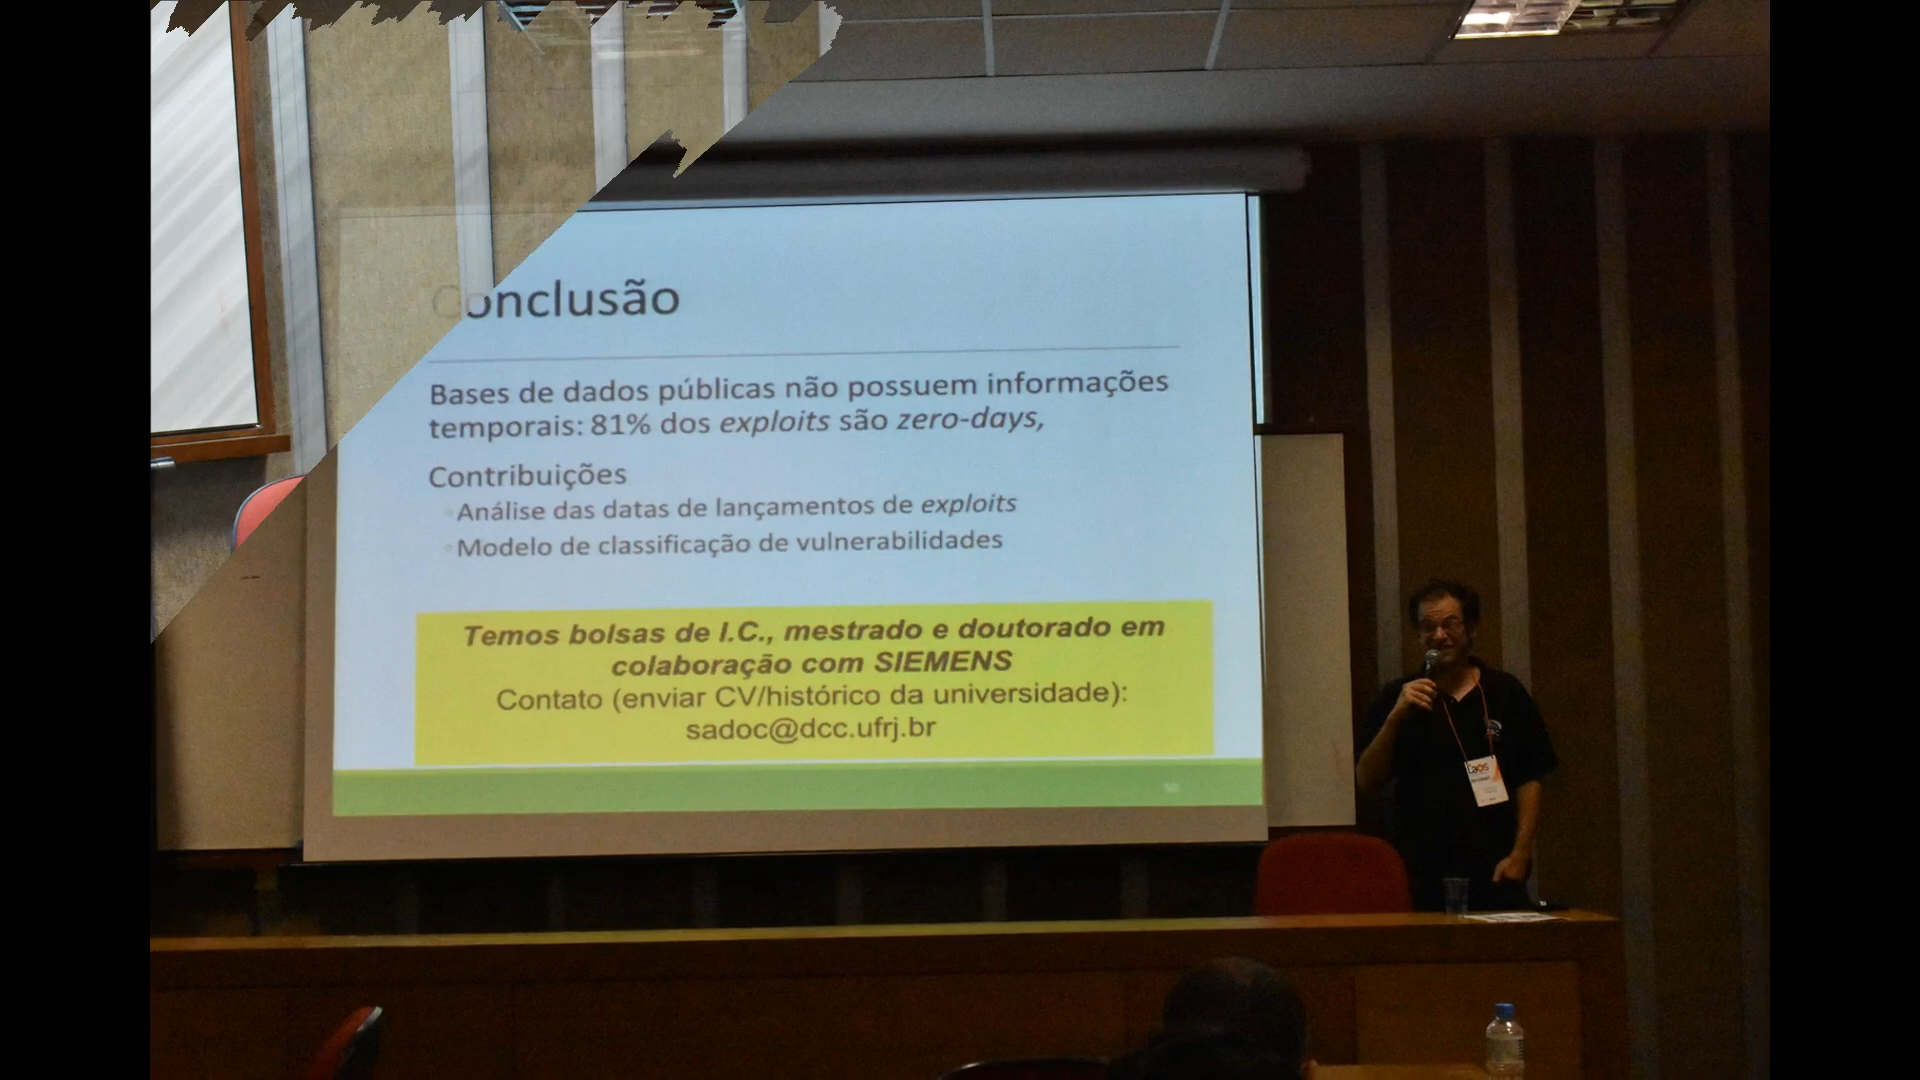 Conclusão
Bases de dados públicas não possuem informações
temporais: 81% dos exploits são zero-days,
Contribuições
Análise das datas de lançamentos de exploits
Modelo de classificação de vulnerabilidades
Temos bolsas de I.C., mestrado e doutorado em
colaboração com SIEMENS
Contato (enviar CV/histórico da universidade):
sadoc@dcc.ufrj.br
50